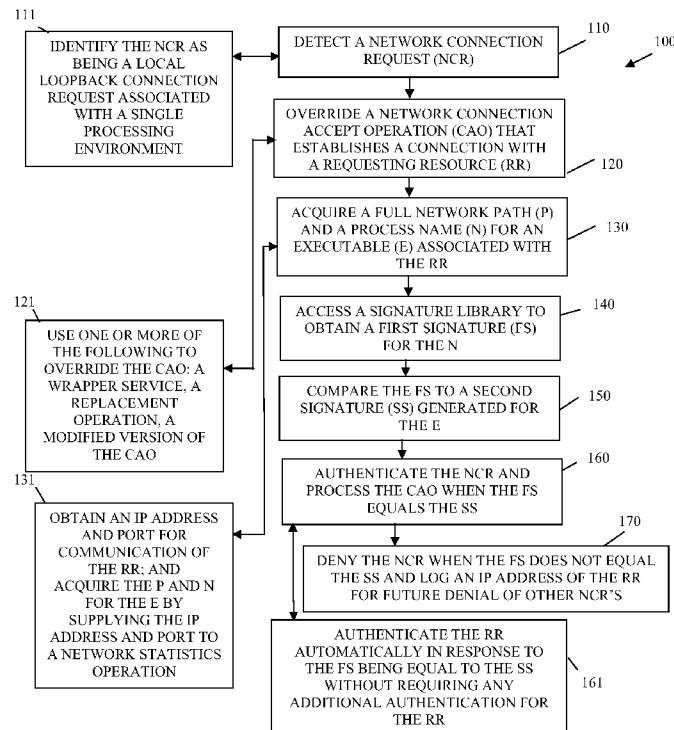 111
IDENTIFY THE NCR AS
BEING A LOCAL
LOOPBACK CONNECTION
REQUEST ASSOCIATED
WITH A SINGLE
PROCESSING
ENVIRONMENT
DETECT A NETWORK CONNECTION
REQUEST (NCR)
110
100
OVERRIDE A NETWORK CONNECTION
ACCEPT OPERATION (CAO) THAT
ESTABLISHES A CONNECTION WITH
A REQUESTING RESOURCE (RR)
120
ACQUIRE A FULL NETWORK PATH (P)
AND A PROCESS NAME (N) FOR AN
EXECUTABLE (E) ASSOCIATED WITH
THE RR
130
121
USE ONE OR MORE OF
THE FOLLOWING TO
OVERRIDE THE CAO: A
WRAPPER SERVICE, A
REPLACEMENT
OPERATION, A
MODIFIED VERSION OF
THE CAO
ACCESS A SIGNATURE LIBRARY TO
OBTAIN A FIRST SIGNATURE (FS)
FOR THE N
140
COMPARE THE FS TO A SECOND
SIGNATURE (SS) GENERATED FOR
THE E
150
AUTHENTICATE THE NCR AND
PROCESS THE CAO WHEN THE FS
EQUALS THE SS
160
131
OBTAIN AN IP ADDRESS
AND PORT FOR
COMMUNICATION OF
THE RR; AND
ACQUIRE THE P AND N
FOR THE E BY
SUPPLYING THE IP
ADDRESS AND PORT TO
A NETWORK STATISTICS
OPERATION
170
DENY THE NCR WHEN THE FS DOES NOT EQUAL
THE SS AND LOG AN IP ADDRESS OF THE RR
FOR FUTURE DENIAL OF OTHER NCR'S
AUTHENTICATE THE RR
AUTOMATICALLY IN RESPONSE TO
THE FS BEING EQUAL TO THE SS
WITHOUT REQUIRING ANY
ADDITIONAL AUTHENTICATION FOR
THE RR
161